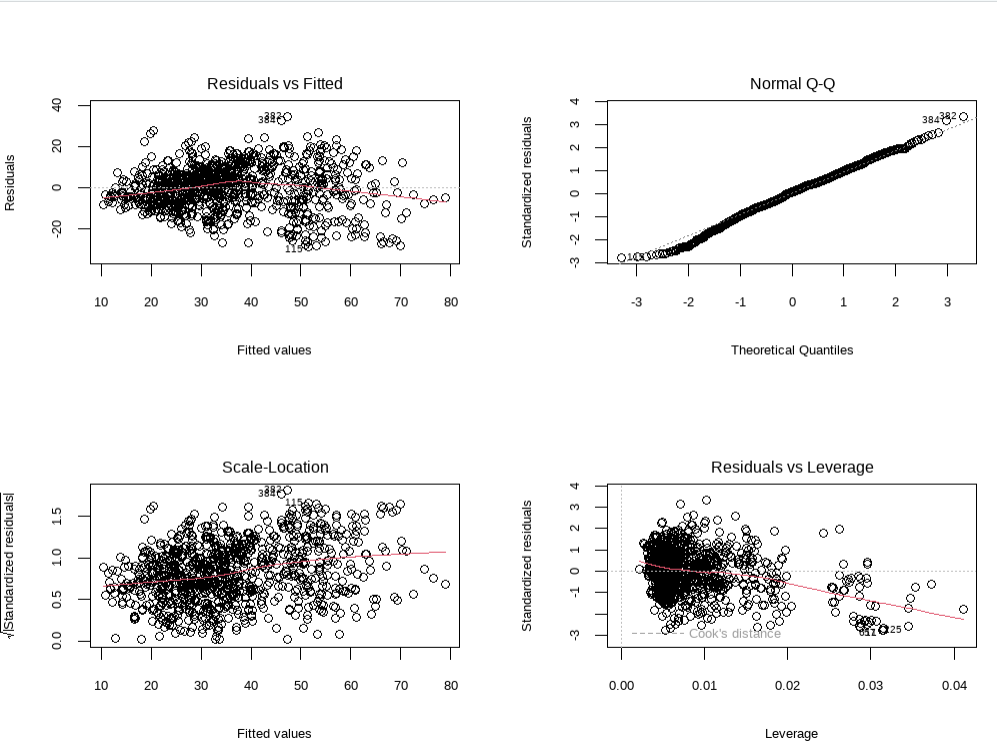 Residuals vs Fitted
Residuals
40
20
0
-20
382
384
115
10 20 30 40 50 60 70 80
Fitted values
Normal Q-Q
Standardized residuals
4
3
2
1
0
-1
-2
-3
384 382
115
-3 -2 -1 0 1 2 3
Theoretical Quantiles
Scale-Location
√|Standardized residuals|
1.5
1.0
0.5
0.0
382
384
115
10 20 30 40 50 60 70 80
Fitted values
Residuals vs Leverage
Standardized residuals
4
3
2
1
0
-1
-3
Cook's distance
0.00 0.01 0.02 0.03 0.04
Leverage